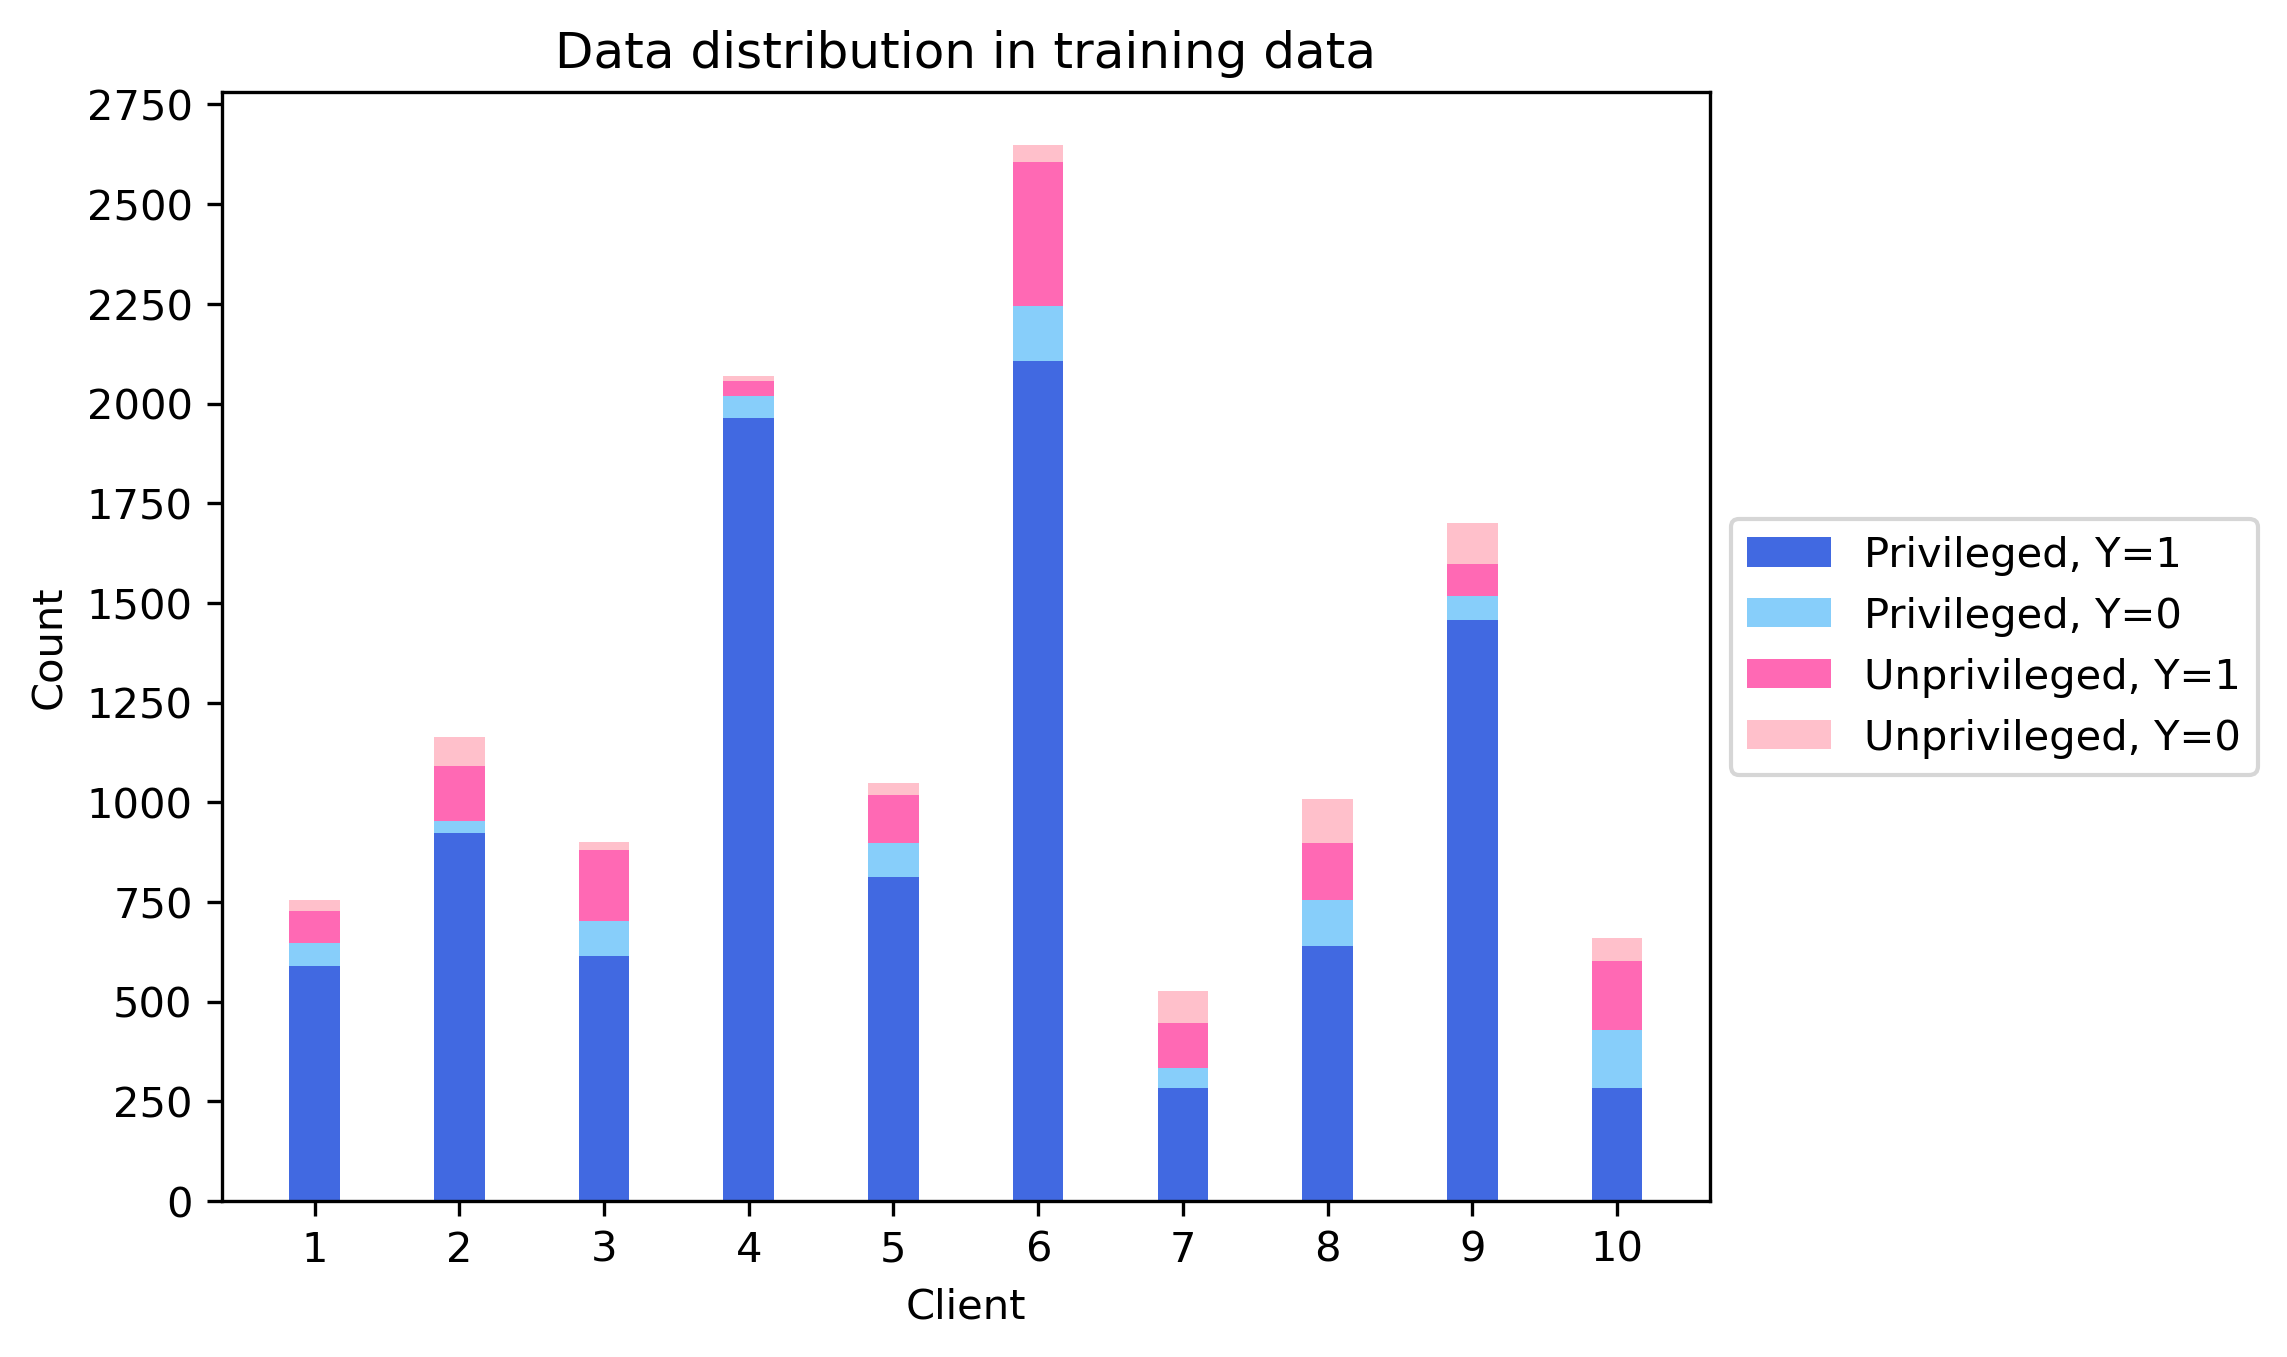 Data distribution in training data
2750
2500
2250
2000
1750
1500
1250
1000
750
500
250
0
Count
1 2 3 4 5 6 7 8 9 10
Client
Privileged, Y=1
Privileged, Y=0
Unprivileged, Y=1
Unprivileged, Y=0